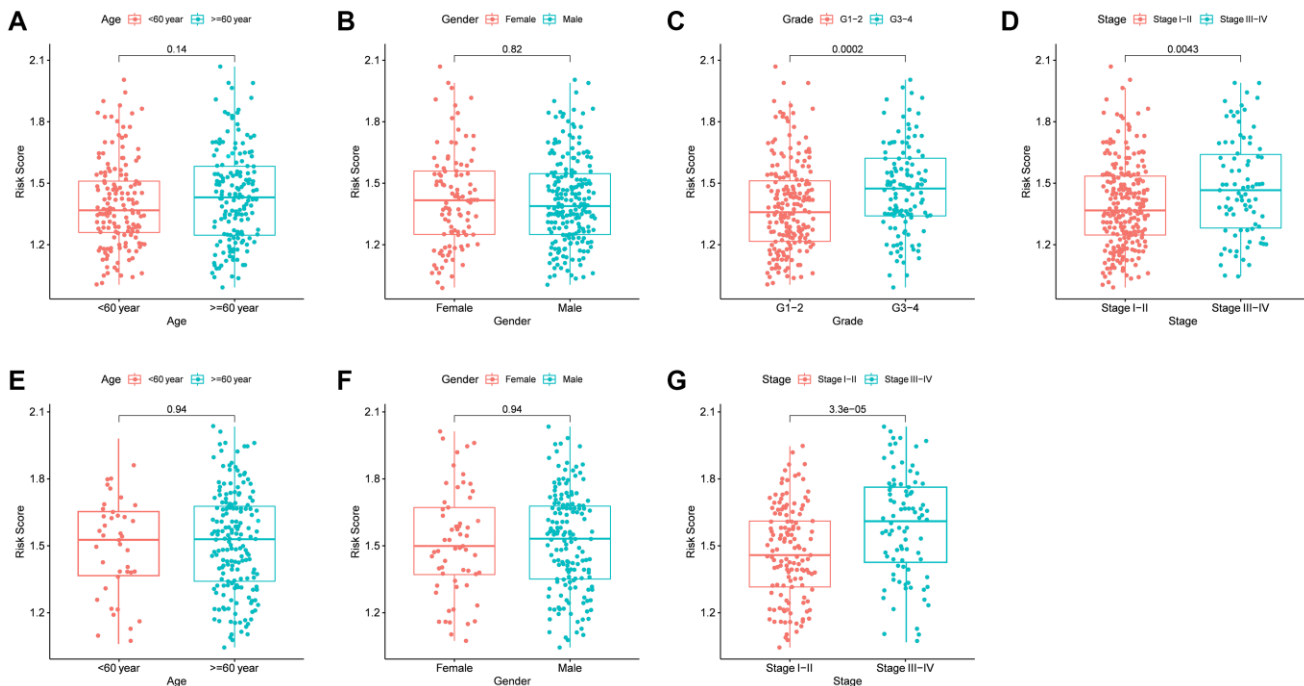 A
Age <60 year >=60 year
0.14
2.1
1.8
1.5
1.2
Risk Score
<60 year >=60 year
Age
B
Gender Female Male
0.82
2.1
1.8
1.5
1.2
Risk Score
Female Male
Gender
C
Grade G1−2 G3−4
0.0002
2.1
1.8
1.5
1.2
Risk Score
G1−2 G3−4
Grade
D
Stage Stage I−II Stage III−IV
0.0043
2.1
1.8
1.5
1.2
Risk Score
Stage I−II Stage III−IV
Stage
E
Age <60 year >=60 year
0.94
2.1
1.8
1.5
1.2
Risk Score
<60 year >=60 year
Age
F
Gender Female Male
0.94
2.1
1.8
1.5
1.2
Risk Score
Female Male
Gender
G
Stage Stage I−II Stage III−IV
3.3e−05
2.1
1.8
1.5
1.2
Risk Score
Stage I−II Stage III−IV
Stage